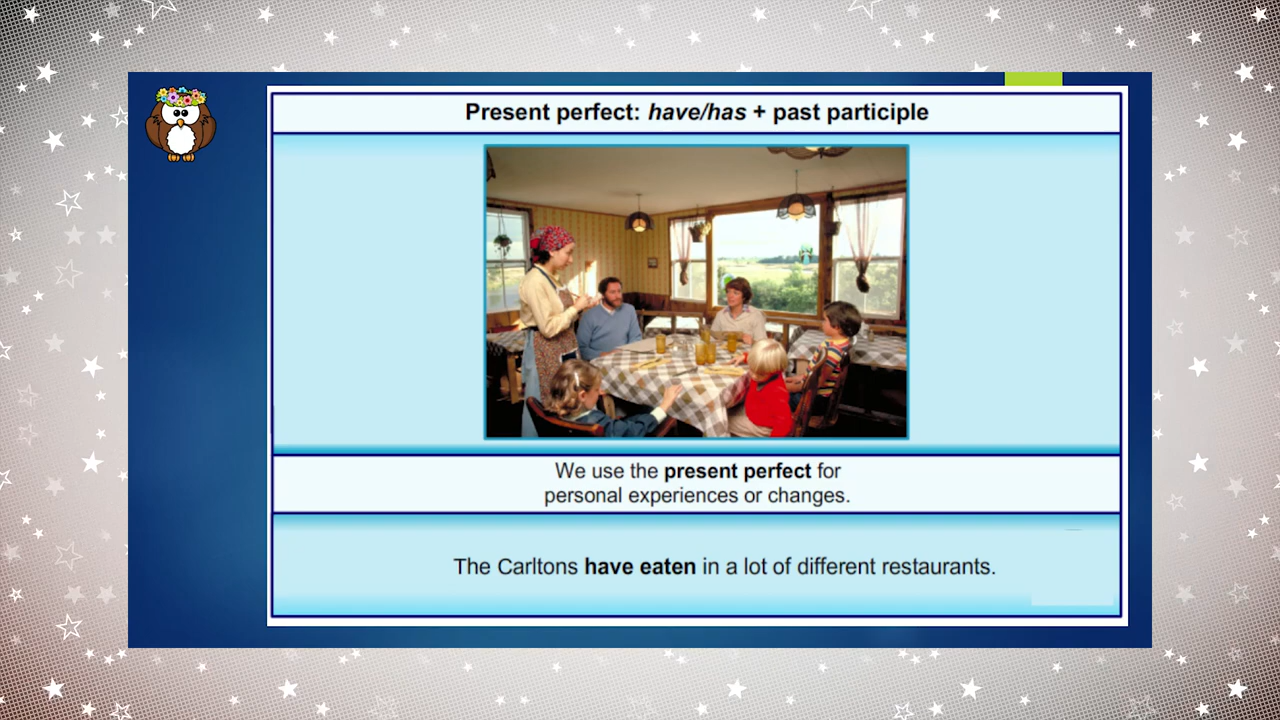 Present perfect: have/has + past participle
We use the present perfect for
personal experiences or changes.
The Carltons have eaten in a lot of different restaurants.